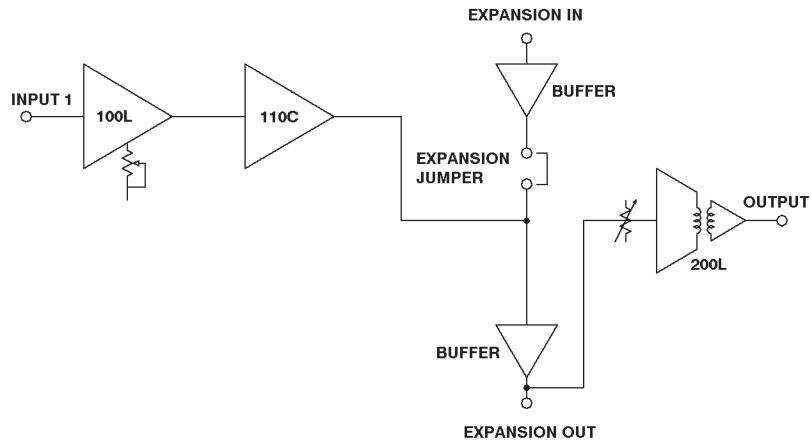 EXPANSION IN
INPUT 1
100L
110C
BUFFER
EXPANSION
JUMPER
OUTPUT
200L
BUFFER
EXPANSION OUT